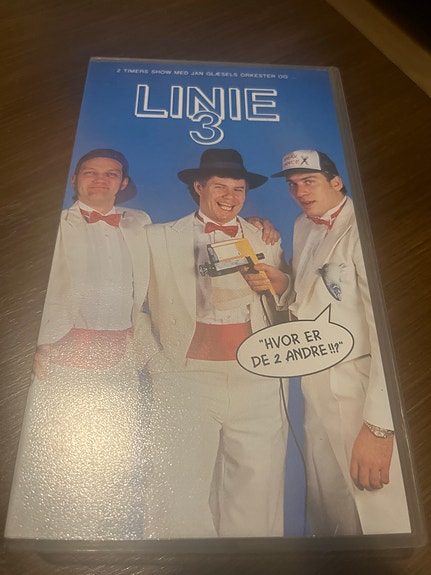 2 TIMERS SHOW MED JAN GLÆSELS ORKESTER OG ...
LINIE
3
"HVOR ER
DE 2 ANDRE!!?"